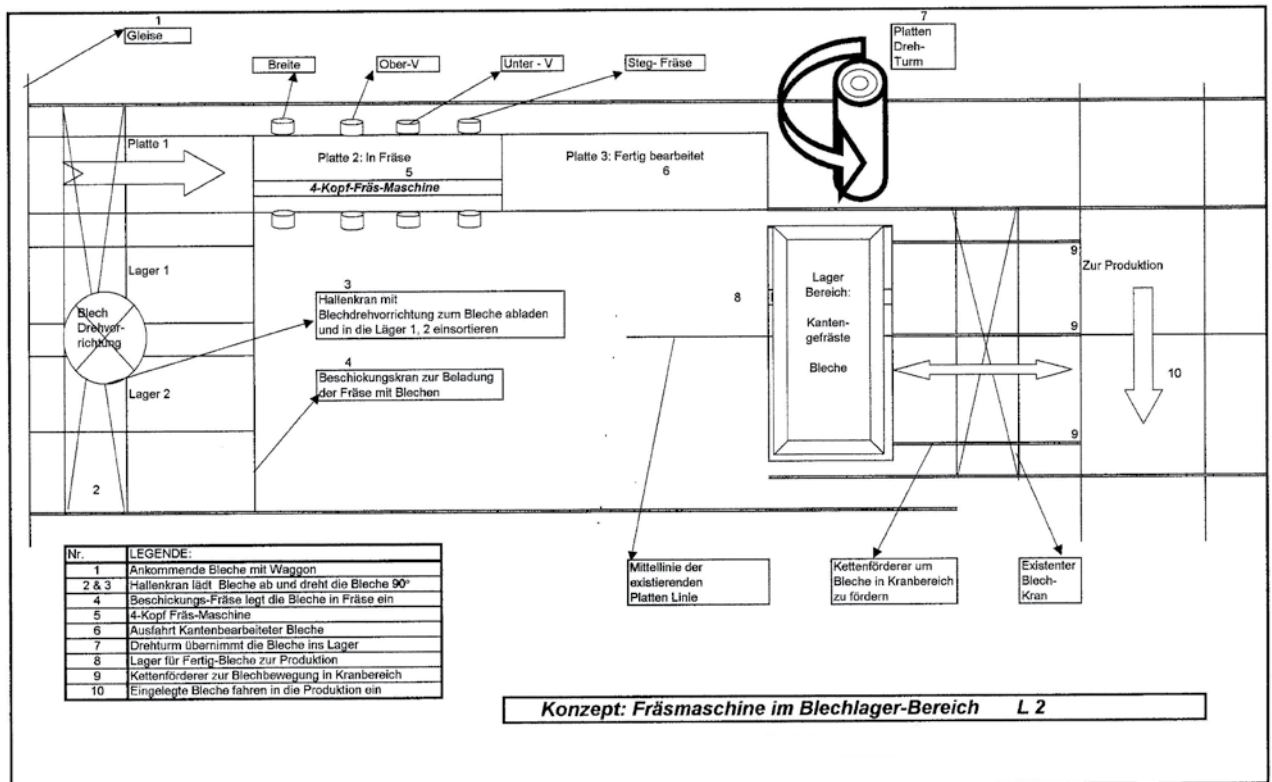 1
Gleise
7
Platten
Dreh-
Turm
Breite
Ober-V
Unter - V
Steg- Fräse
Platte 1
Platte 2: In Fräse
5
4-Kopf-Fräs-Maschine
Platte 3: Fertig bearbeitet
6
Lager 1
Blech
Drehvor-
richtung
Lager 2
2
3
Hallenkran mit
Blechdrehvorrichtung zum Bleche abladen
und in die Läger 1, 2 einsortieren
4
Beschickungskran zur Beladung
der Fräse mit Blechen
8
Lager
Bereich:
Kanten-
gefräste
Bleche
9
9
9
Zur Produktion
10
Mittellinie der
existierenden
Platten Linie
Kettenförderer um
Bleche in Kranbereich
zu fördern
Existenter
Blech-
Kran
Nr. LEGENDE:
1 Ankommende Bleche mit Waggon
2 & 3 Hallenkran lädt Bleche ab und dreht die Bleche 90°
4 Beschickungs-Fräse legt die Bleche in Fräse ein
5 4-Kopf Fräs-Maschine
6 Ausfahrt Kantenbearbeiteter Bleche
7 Drehturm übernimmt die Bleche ins Lager
8 Lager für Fertig-Bleche zur Produktion
9 Kettenförderer zur Blechbewegung in Kranbereich
10 Eingelegte Bleche fahren in die Produktion ein
Konzept: Fräsmaschine im Blechlager-Bereich L 2